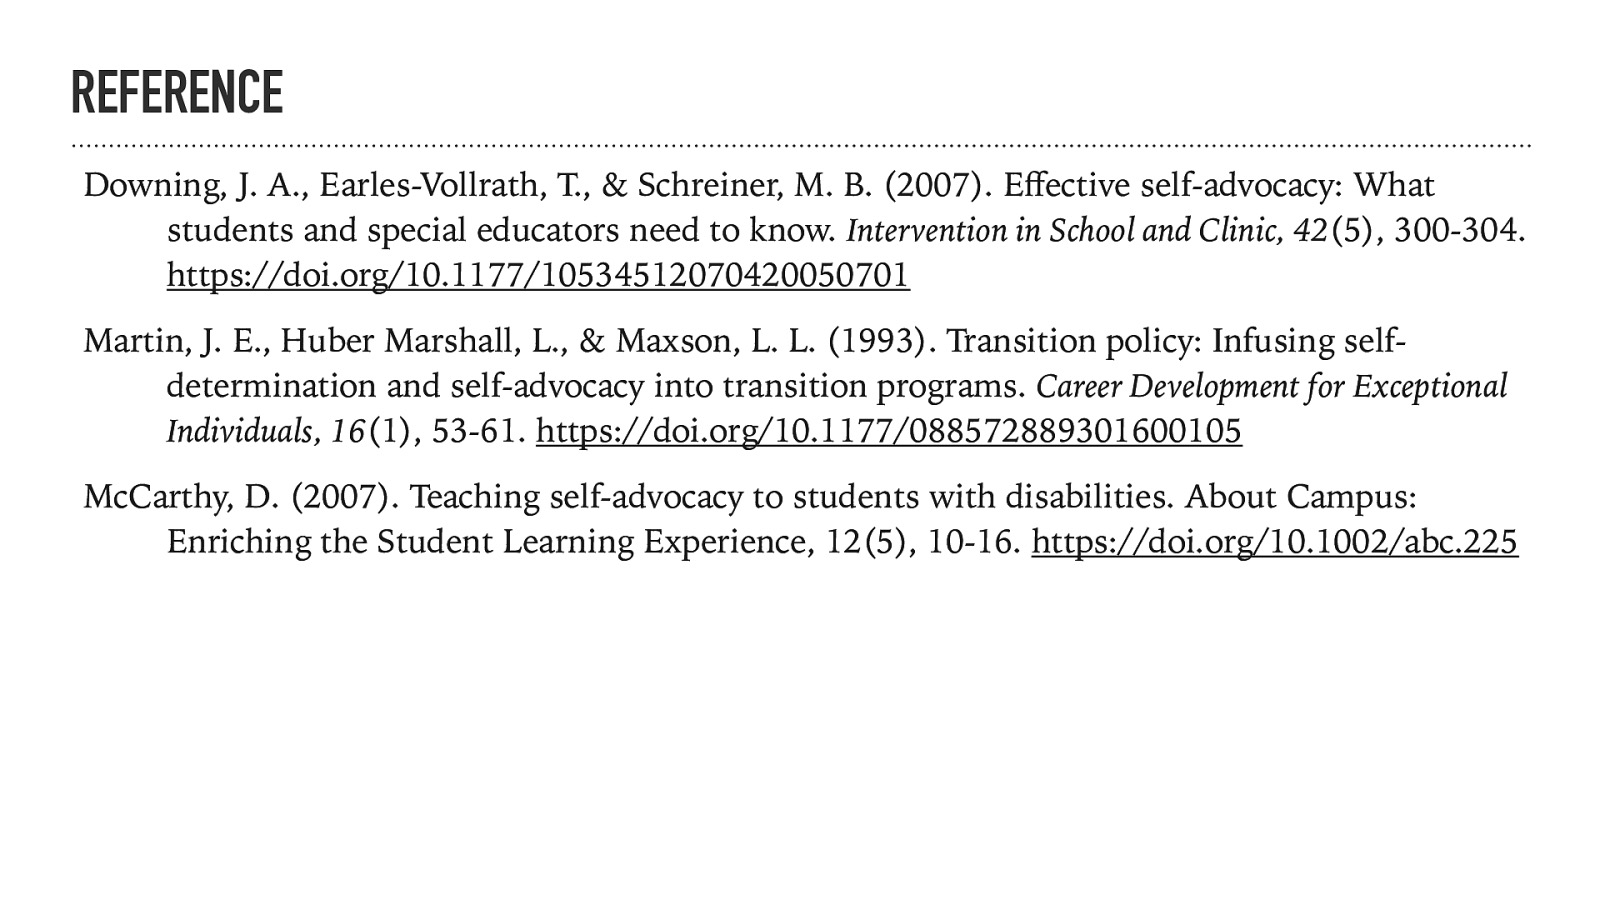 REFERENCE
Downing, J. A., Earles-Vollrath, T., & Schreiner, M. B. (2007). Effective self-advocacy: What
students and special educators need to know. Intervention in School and Clinic, 42(5), 300-304.
https://doi.org/10.1177/10534512070420050701
Martin, J. E., Huber Marshall, L., & Maxson, L. L. (1993). Transition policy: Infusing self-
determination and self-advocacy into transition programs. Career Development for Exceptional
Individuals, 16(1), 53-61. https://doi.org/10.1177/088572889301600105
McCarthy, D. (2007). Teaching self-advocacy to students with disabilities. About Campus:
Enriching the Student Learning Experience, 12(5), 10-16. https://doi.org/10.1002/abc.225